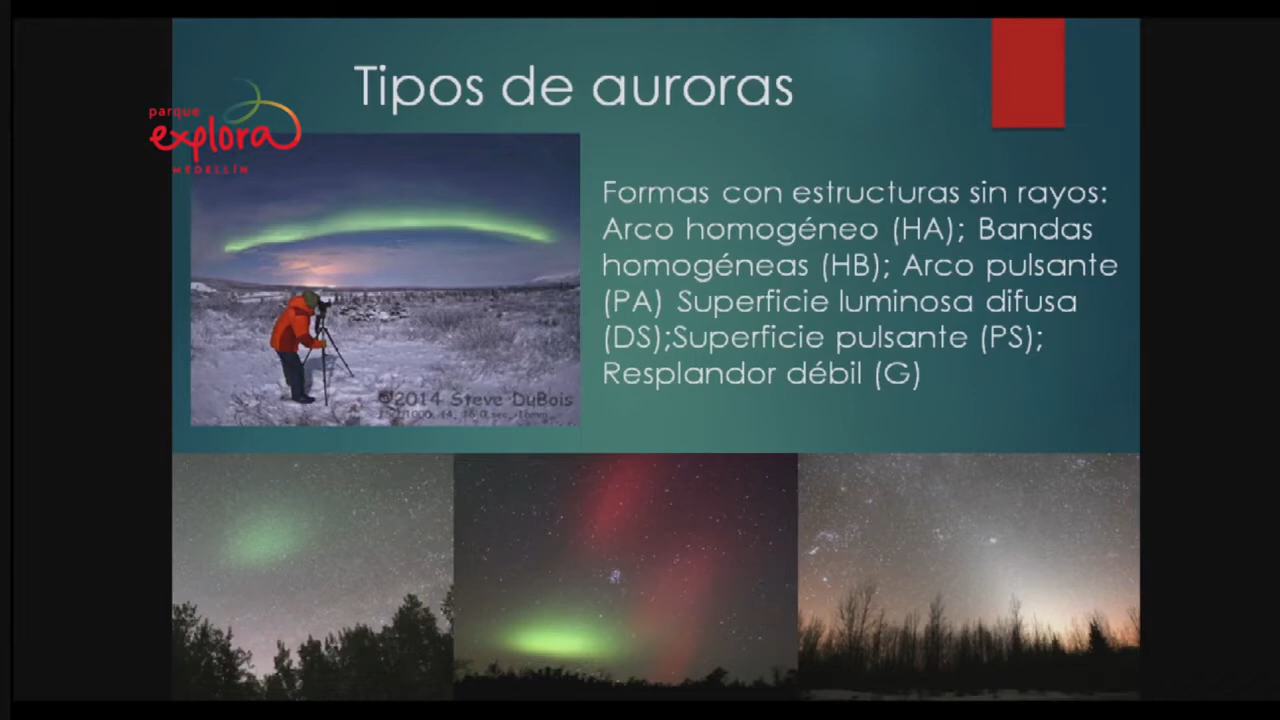 Tipos de auroras
parque
explora
MEDELLÍN
Formas con estructuras sin rayos:
Arco homogéneo (HA); Bandas
homogéneas (HB); Arco pulsante
(PA) Superficie luminosa difusa
(DS);Superficie pulsante (PS);
Resplandor débil (G)
©2014 Steve DuBois